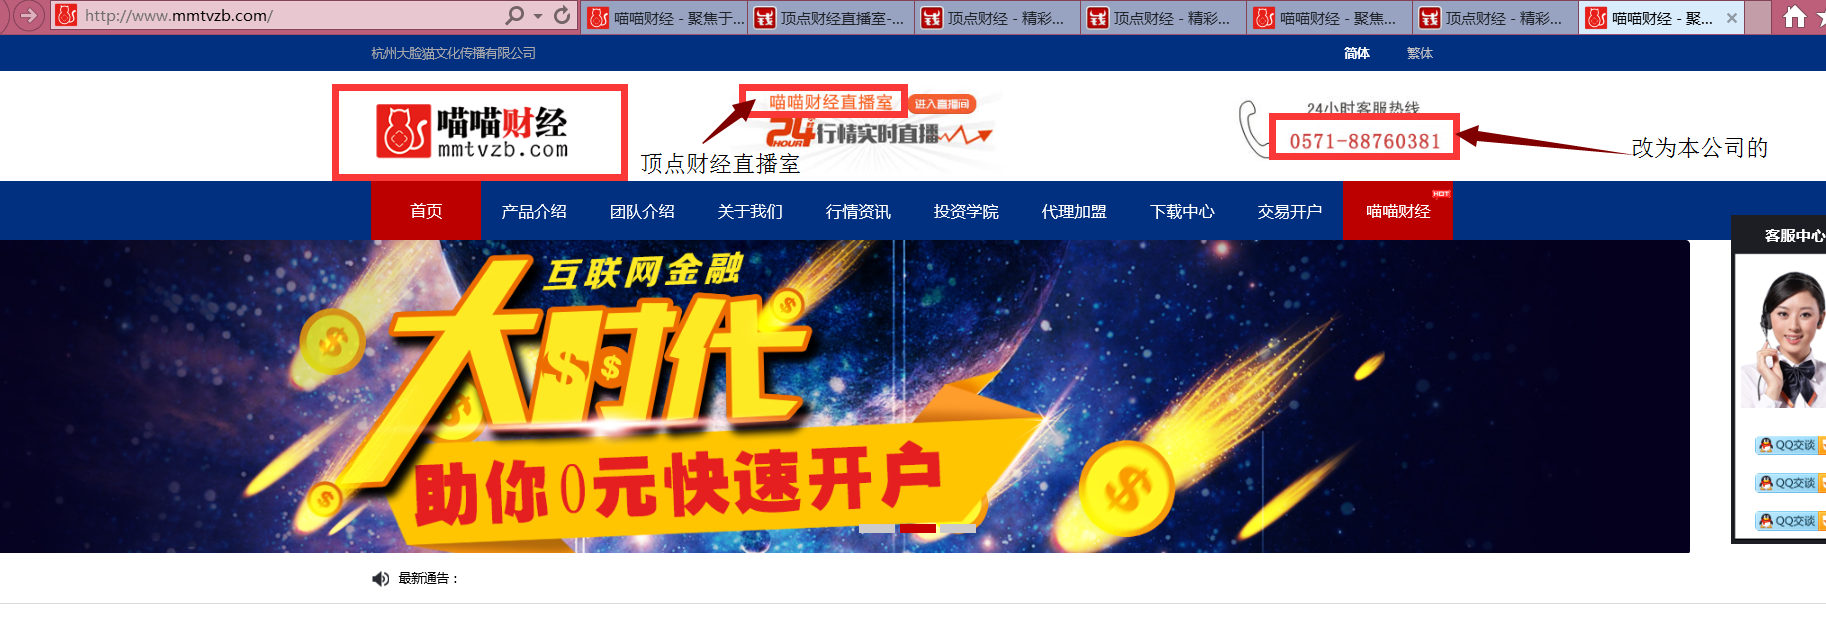 http://www.mmtvzb.com/
喵喵财经 - 聚焦于...
顶点财经直播室-...
顶点财经 - 精彩...
顶点财经 - 精彩...
喵喵财经 - 聚焦...
顶点财经 - 精彩...
喵喵财经 - 聚...
杭州大脸猫文化传播有限公司
简体
繁体
喵喵财经
mmtvzb.com
喵喵财经直播室
进入直播间
24小时
HOUR
行情实时直播
顶点财经直播室
24小时客服热线
0571-88760381
改为本公司的
首页
产品介绍
团队介绍
关于我们
行情资讯
投资学院
代理加盟
下载中心
交易开户
喵喵财经
HOT
客服中心
互联网金融
大时代
助你0元快速开户
QQ交谈
QQ交谈
QQ交谈
最新通告：